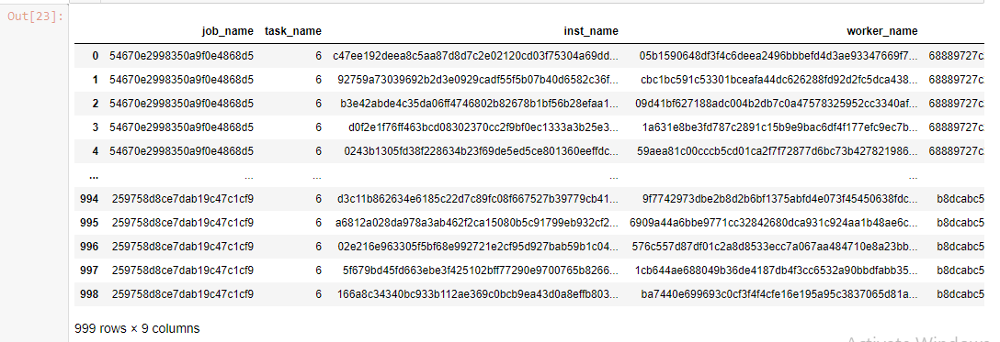 Out[23]:
job_name task_name inst_name worker_name
0 54670e2998350a9f0e4868d5 6 c47ee192deea8c5aa87d8d7c2e02120cd03f75304a69dd... 05b1590648df3f4c6deea2496bbbefd4d3ae93347669f7... 68889727c
1 54670e2998350a9f0e4868d5 6 92759a73039692b2d3e0929cadf55f5b07b40d6582c36f... cbc1bc591c53301bceafa44dc626288fd92d2fc5dca438... 68889727c
2 54670e2998350a9f0e4868d5 6 b3e42abde4c35da06ff4746802b82678b1bf56b28efaa1... 09d41bf627188adc004b2db7c0a47578325952cc3340af... 68889727c
3 54670e2998350a9f0e4868d5 6 d0f2e1f76ff463bcd08302370cc2f9bf0ec1333a3b25e3... 1a631e8be3fd787c2891c15b9e9bac6df4f177efc9ec7b... 68889727c
4 54670e2998350a9f0e4868d5 6 0243b1305fd38f228634b23f69de5ed5ce801360eeffdc... 59aea81c00cccb5cd01ca2f7f72877d6bc73b427821986... 68889727c
... ... ... ... ...
994 259758d8ce7dab19c47c1cf9 6 d3c11b862634e6185c22d7c89fc08f667527b39779cb41... 9f7742973dbe2b8d2b6bf1375abfd4e073f45450638fdc... b8dcabc5
995 259758d8ce7dab19c47c1cf9 6 a6812a028da978a3ab462f2ca15080b5c91799eb932cf2... 6909a44a6bbe9771cc32842680dca931c924aa1b48ae6c... b8dcabc5
996 259758d8ce7dab19c47c1cf9 6 02e216e963305f5bf68e992721e2cf95d927bab59b1c04... 576c557d87df01c2a8d8533ecc7a067aa484710e8a23bb... b8dcabc5
997 259758d8ce7dab19c47c1cf9 6 5f679bd45fd663ebe3f425102bff77290e9700765b8266... 1cb644ae688049b36de4187db4f3cc6532a90bbdfabb35... b8dcabc5
998 259758d8ce7dab19c47c1cf9 6 166a8c34340bc933b112ae369c0bcb9ea43d0a8effb803... ba7440e699693c0cf3f4f4cfe16e195a95c3837065d81a... b8dcabc5
999 rows × 9 columns
Activate Windows